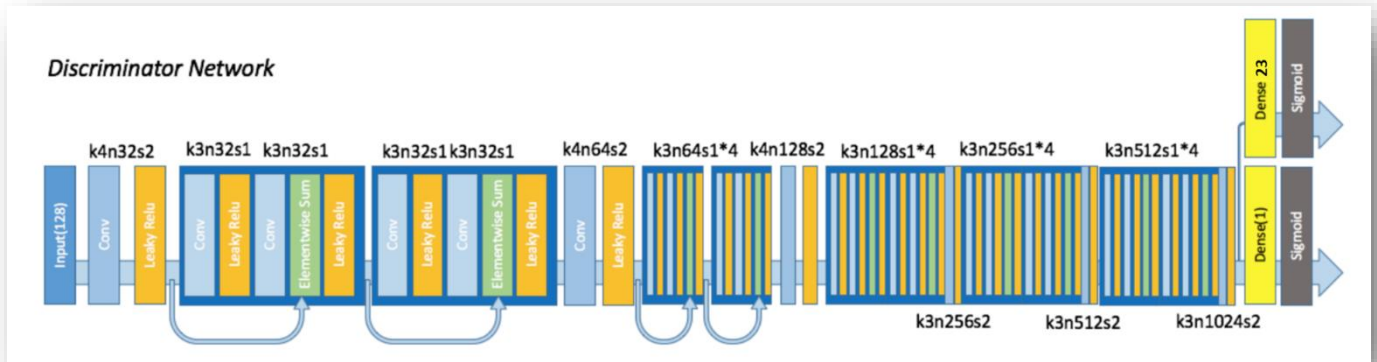 Discriminator Network
k4n32s2
k3n32s1 k3n32s1
k3n32s1 k3n32s1
k4n64s2
k3n64s1*4
k4n128s2
k3n128s1*4
k3n256s1*4
k3n512s1*4
Input(128)
Conv
Leaky Relu
Conv
Leaky Relu
Conv
Elementwise Sum
Leaky Relu
Conv
Leaky Relu
Conv
Elementwise Sum
Leaky Relu
Conv
Leaky Relu
k3n256s2
k3n512s2
k3n1024s2
Dense 23
Sigmoid
Dense(1)
Sigmoid